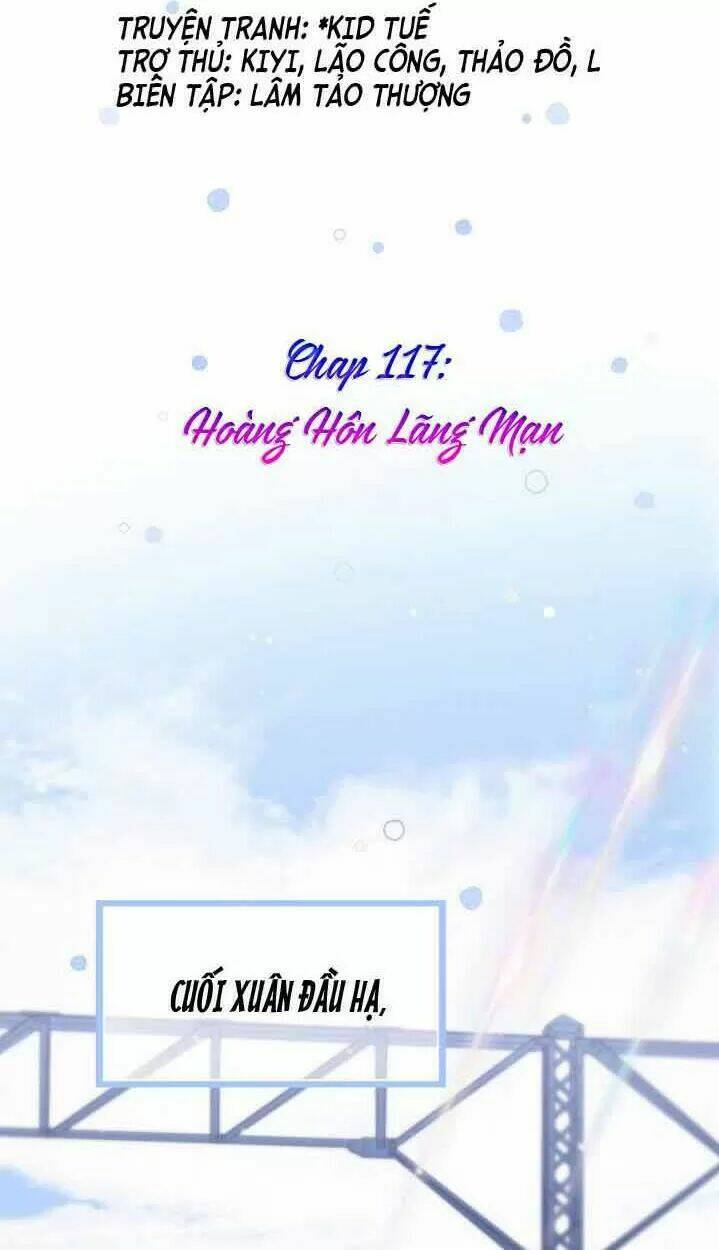 TRUYỆN TRANH: *KID TUẾ
TRỢ THỦ: KIYI, LÃO CÔNG, THẢO ĐỒ, L
BIÊN TẬP: LÂM TẢO THƯỢNG
Chap 117:
Hoàng Hôn Lãng Mạn
CUỐI XUÂN ĐẦU HẠ,